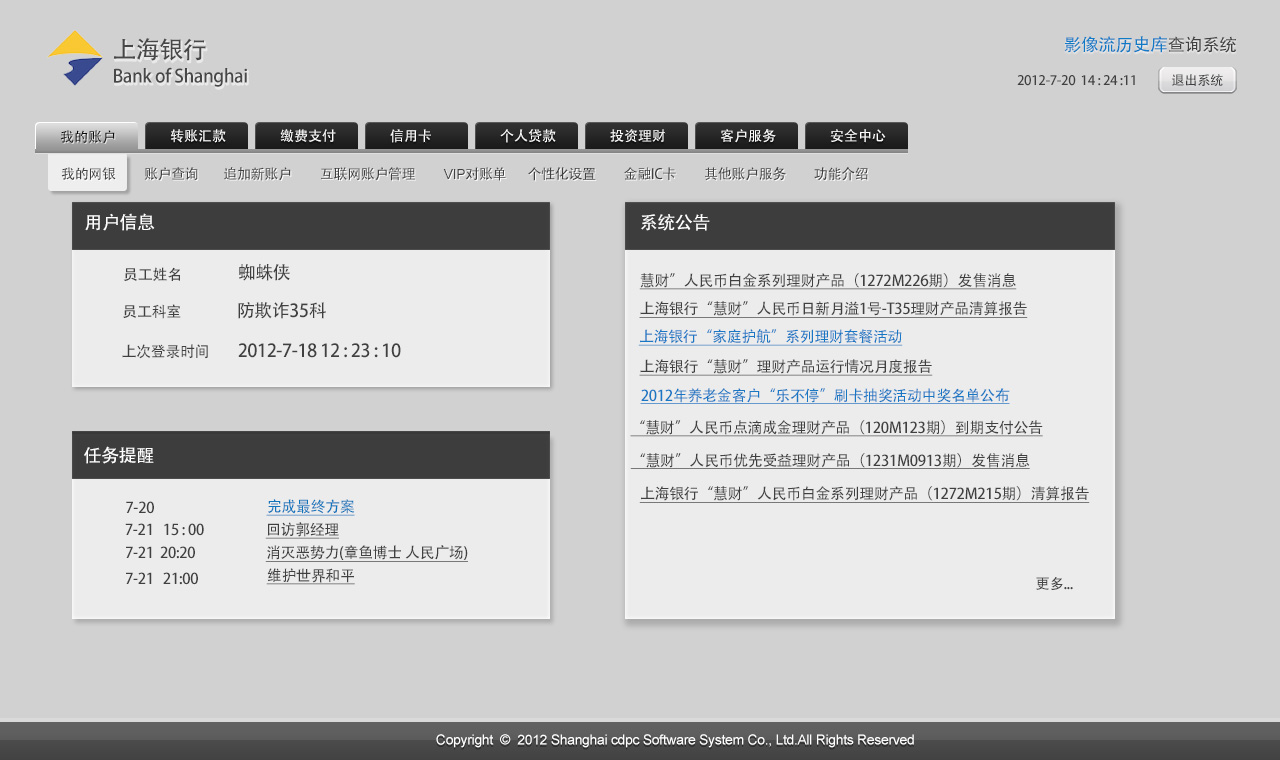 上海银行
Bank of Shanghai
影像流历史库查询系统
2012-7-20 14:24:11 退出系统
我的账户 转账汇款 缴费支付 信用卡 个人贷款 投资理财 客户服务 安全中心
我的网银 账户查询 追加新账户 互联网账户管理 VIP对账单 个性化设置 金融IC卡 其他账户服务 功能介绍
用户信息
员工姓名 蜘蛛侠
员工科室 防欺诈35科
上次登录时间 2012-7-18 12:23:10
任务提醒
7-20 完成最终方案
7-21 15:00 回访郭经理
7-21 20:20 消灭恶势力(章鱼博士 人民广场)
7-21 21:00 维护世界和平
系统公告
慧财”人民币白金系列理财产品（1272M226期）发售消息
上海银行“慧财”人民币日新月溢1号-T35理财产品清算报告
上海银行“家庭护航”系列理财套餐活动
上海银行“慧财”理财产品运行情况月度报告
2012年养老金客户“乐不停”刷卡抽奖活动中奖名单公布
“慧财”人民币点滴成金理财产品（120M123期）到期支付公告
“慧财”人民币优先受益理财产品（1231M0913期）发售消息
上海银行“慧财”人民币白金系列理财产品（1272M215期）清算报告
更多...
Copyright © 2012 Shanghai cdpc Software System Co., Ltd.All Rights Reserved